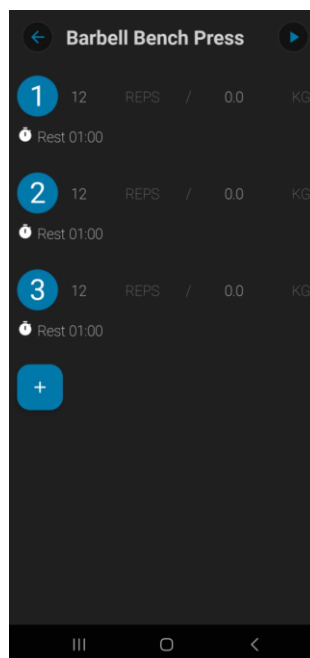 Barbell Bench Press
1 12 REPS / 0.0 KG
Rest 01:00
2 12 REPS / 0.0 KG
Rest 01:00
3 12 REPS / 0.0 KG
Rest 01:00
+